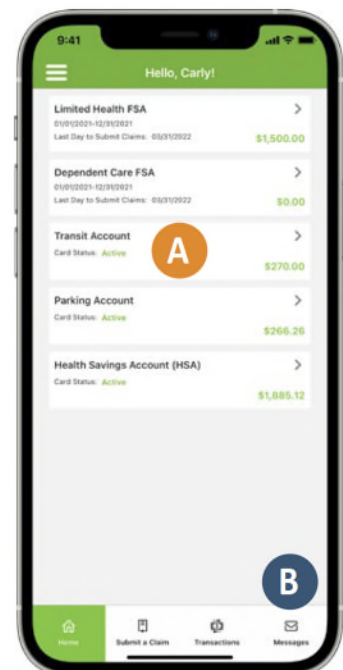 9:41
Hello, Carly!
Limited Health FSA
01/01/2021-12/31/2021
Last Day to Submit Claims: 03/31/2022
$1,500.00
Dependent Care FSA
01/01/2021-12/31/2021
Last Day to Submit Claims: 03/31/2022
$0.00
Transit Account
Card Status: Active
A
$270.00
Parking Account
Card Status: Active
$266.26
Health Savings Account (HSA)
Card Status: Active
$1,885.12
B
Home Submit a Claim Transactions Messages